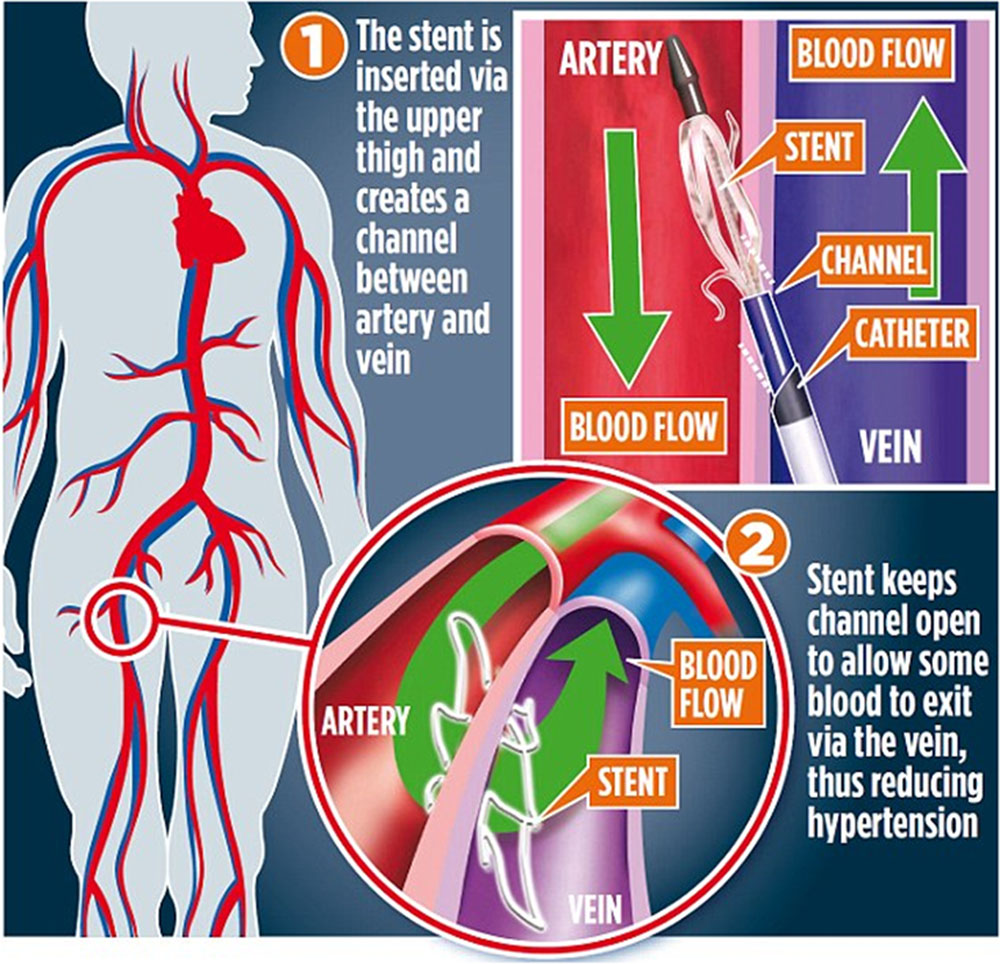 1
The stent is
inserted via
the upper
thigh and
creates a
channel
between
artery and
vein
ARTERY
BLOOD FLOW
STENT
CHANNEL
CATHETER
BLOOD FLOW
VEIN
2
Stent keeps
channel open
to allow some
blood to exit
via the vein,
thus reducing
hypertension
BLOOD
FLOW
ARTERY
STENT
VEIN